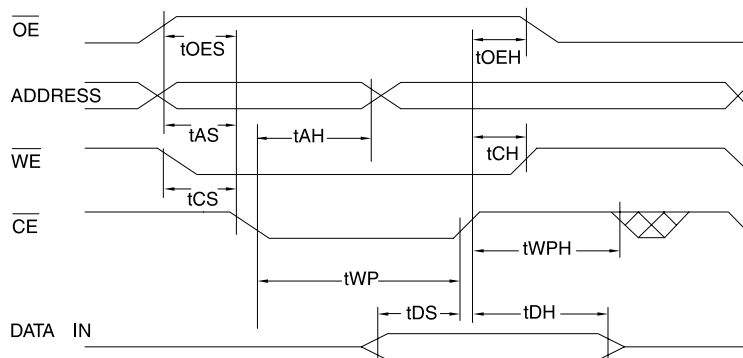 OE
tOES
tOEH
ADDRESS
tAS
tAH
tCH
WE
tCS
CE
tWPH
tWP
tDS
tDH
DATA IN